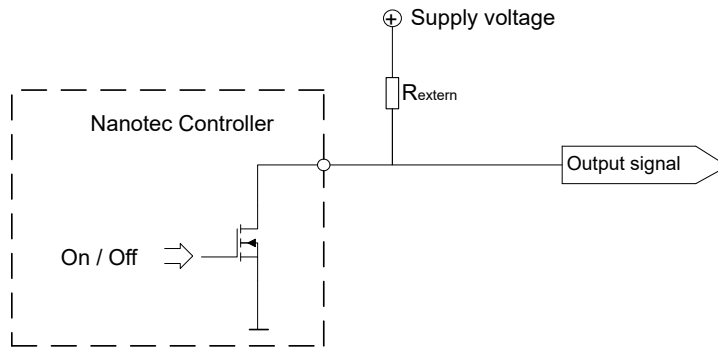 Supply voltage
Rextern
Nanotec Controller
Output signal
On / Off